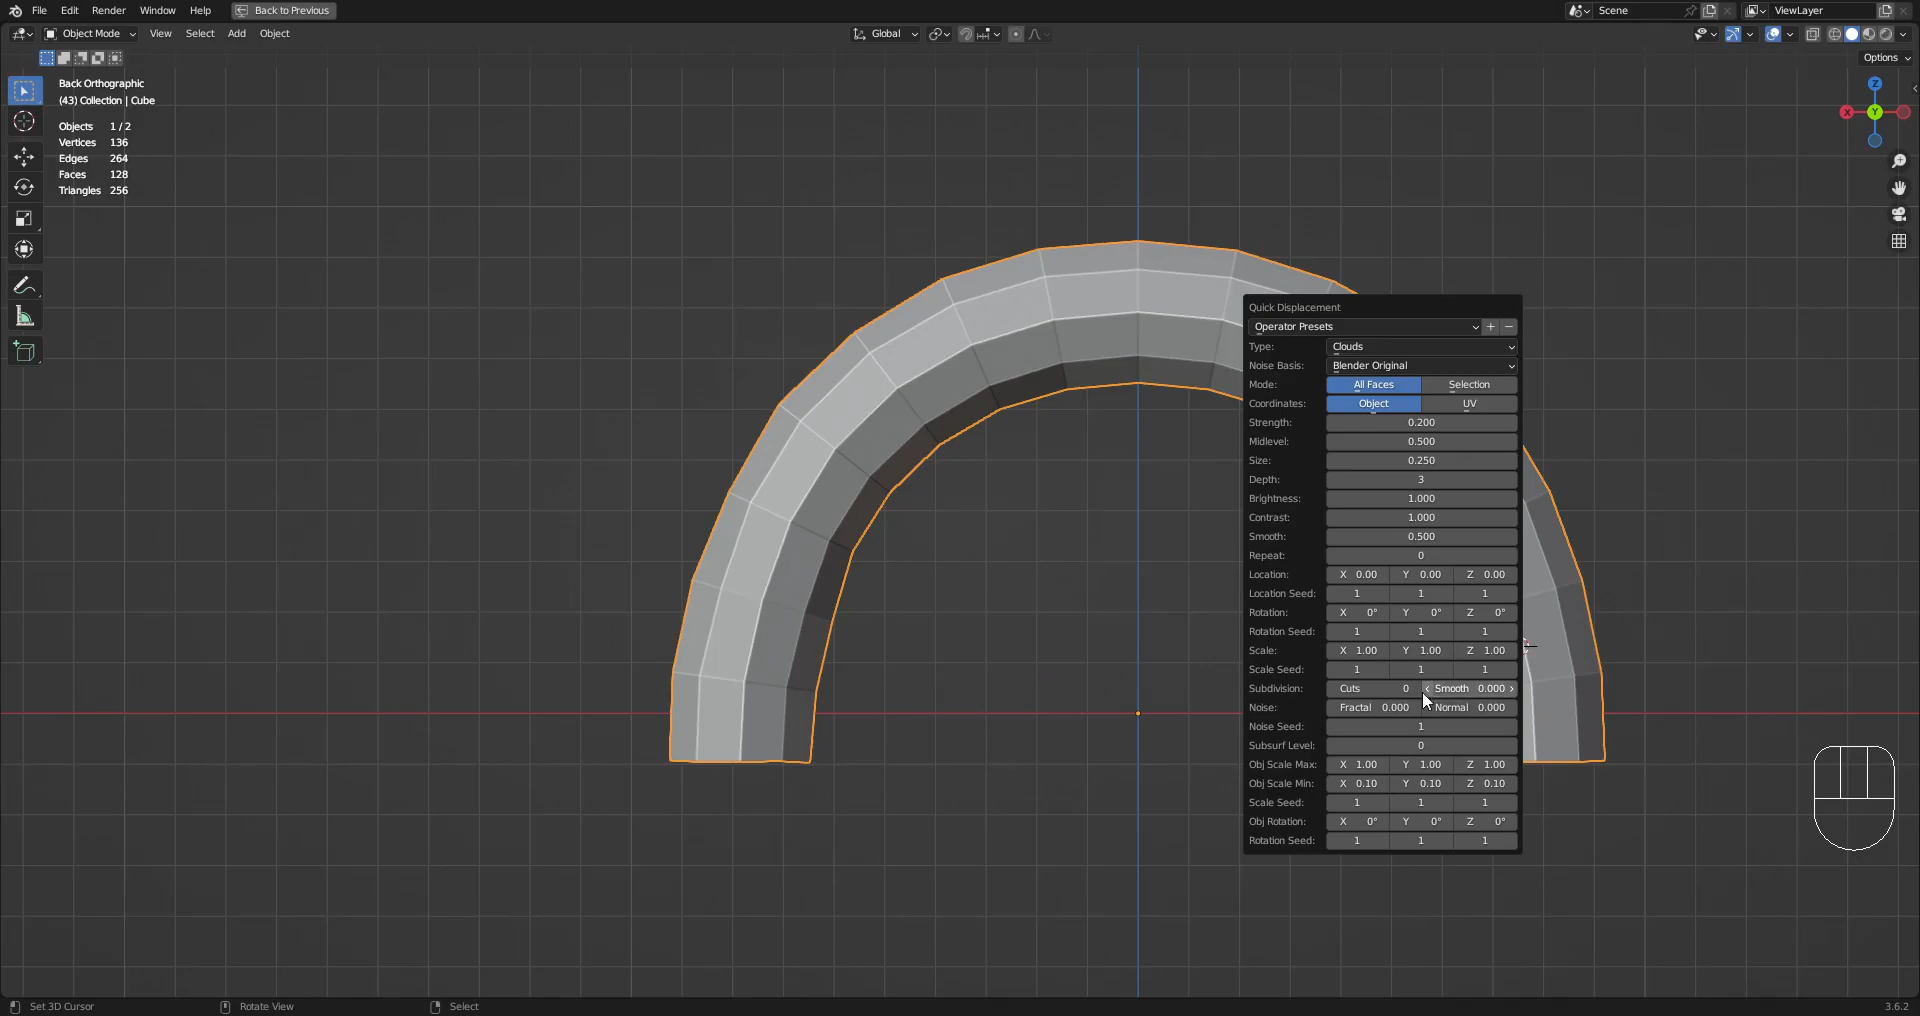 File Edit Render Window Help Back to Previous Scene ViewLayer
Object Mode View Select Add Object Global
Options
Back Orthographic
(43) Collection | Cube
Objects 1 / 2
Vertices 136
Edges 264
Faces 128
Triangles 256
Z
X Y
Quick Displacement
Operator Presets
Type: Clouds
Noise Basis: Blender Original
Mode: All Faces Selection
Coordinates: Object UV
Strength: 0.200
Midlevel: 0.500
Size: 0.250
Depth: 3
Brightness: 1.000
Contrast: 1.000
Smooth: 0.500
Repeat: 0
Location: X 0.00 Y 0.00 Z 0.00
Location Seed: 1 1 1
Rotation: X 0° Y 0° Z 0°
Rotation Seed: 1 1 1
Scale: X 1.00 Y 1.00 Z 1.00
Scale Seed: 1 1 1
Subdivision: Cuts 0 Smooth 0.000
Noise: Fractal 0.000 Normal 0.000
Noise Seed: 1
Subsurf Level: 0
Obj Scale Max: X 1.00 Y 1.00 Z 1.00
Obj Scale Min: X 0.10 Y 0.10 Z 0.10
Scale Seed: 1 1 1
Obj Rotation: X 0° Y 0° Z 0°
Rotation Seed: 1 1 1
Set 3D Cursor Rotate View Select 3.6.2